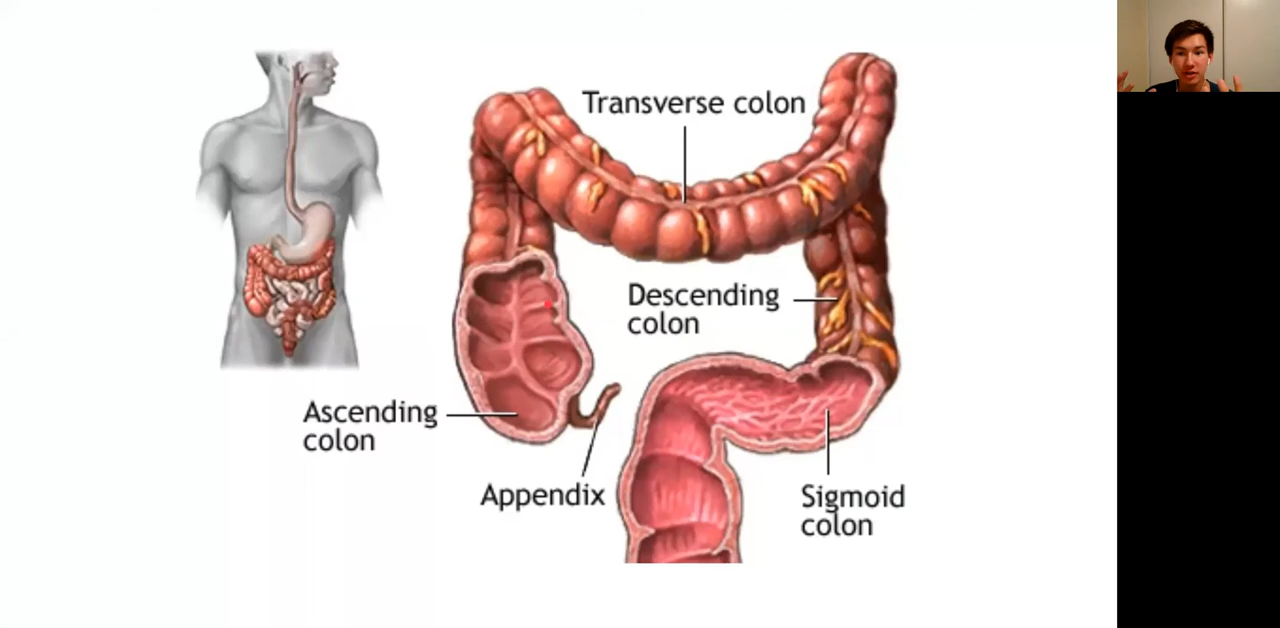 Transverse colon
Descending
colon
Ascending
colon
Appendix
Sigmoid
colon